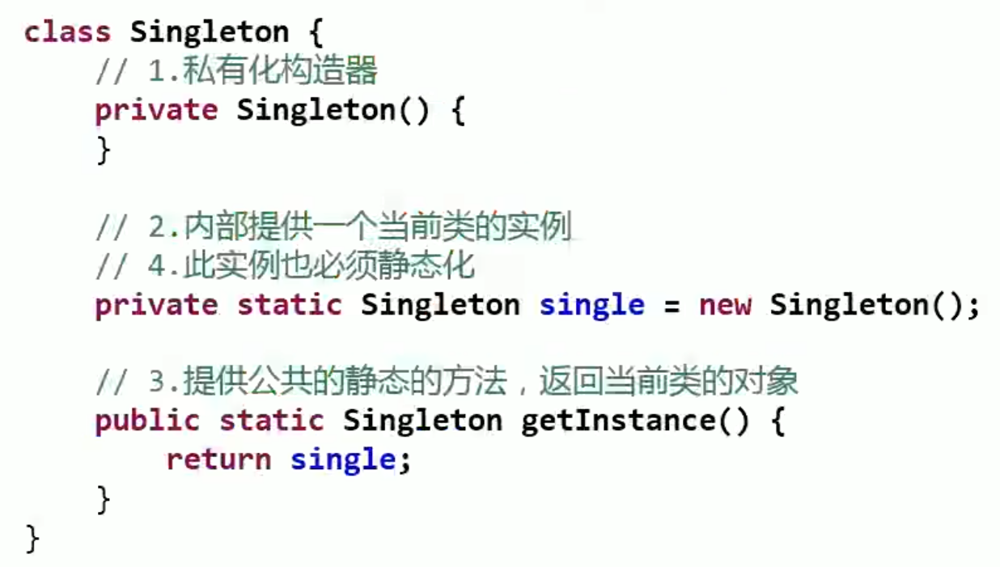 class Singleton {
// 1.私有化构造器
private Singleton() {
}
// 2.内部提供一个当前类的实例
// 4.此实例也必须静态化
private static Singleton single = new Singleton();
// 3.提供公共的静态的方法，返回当前类的对象
public static Singleton getInstance() {
return single;
}
}